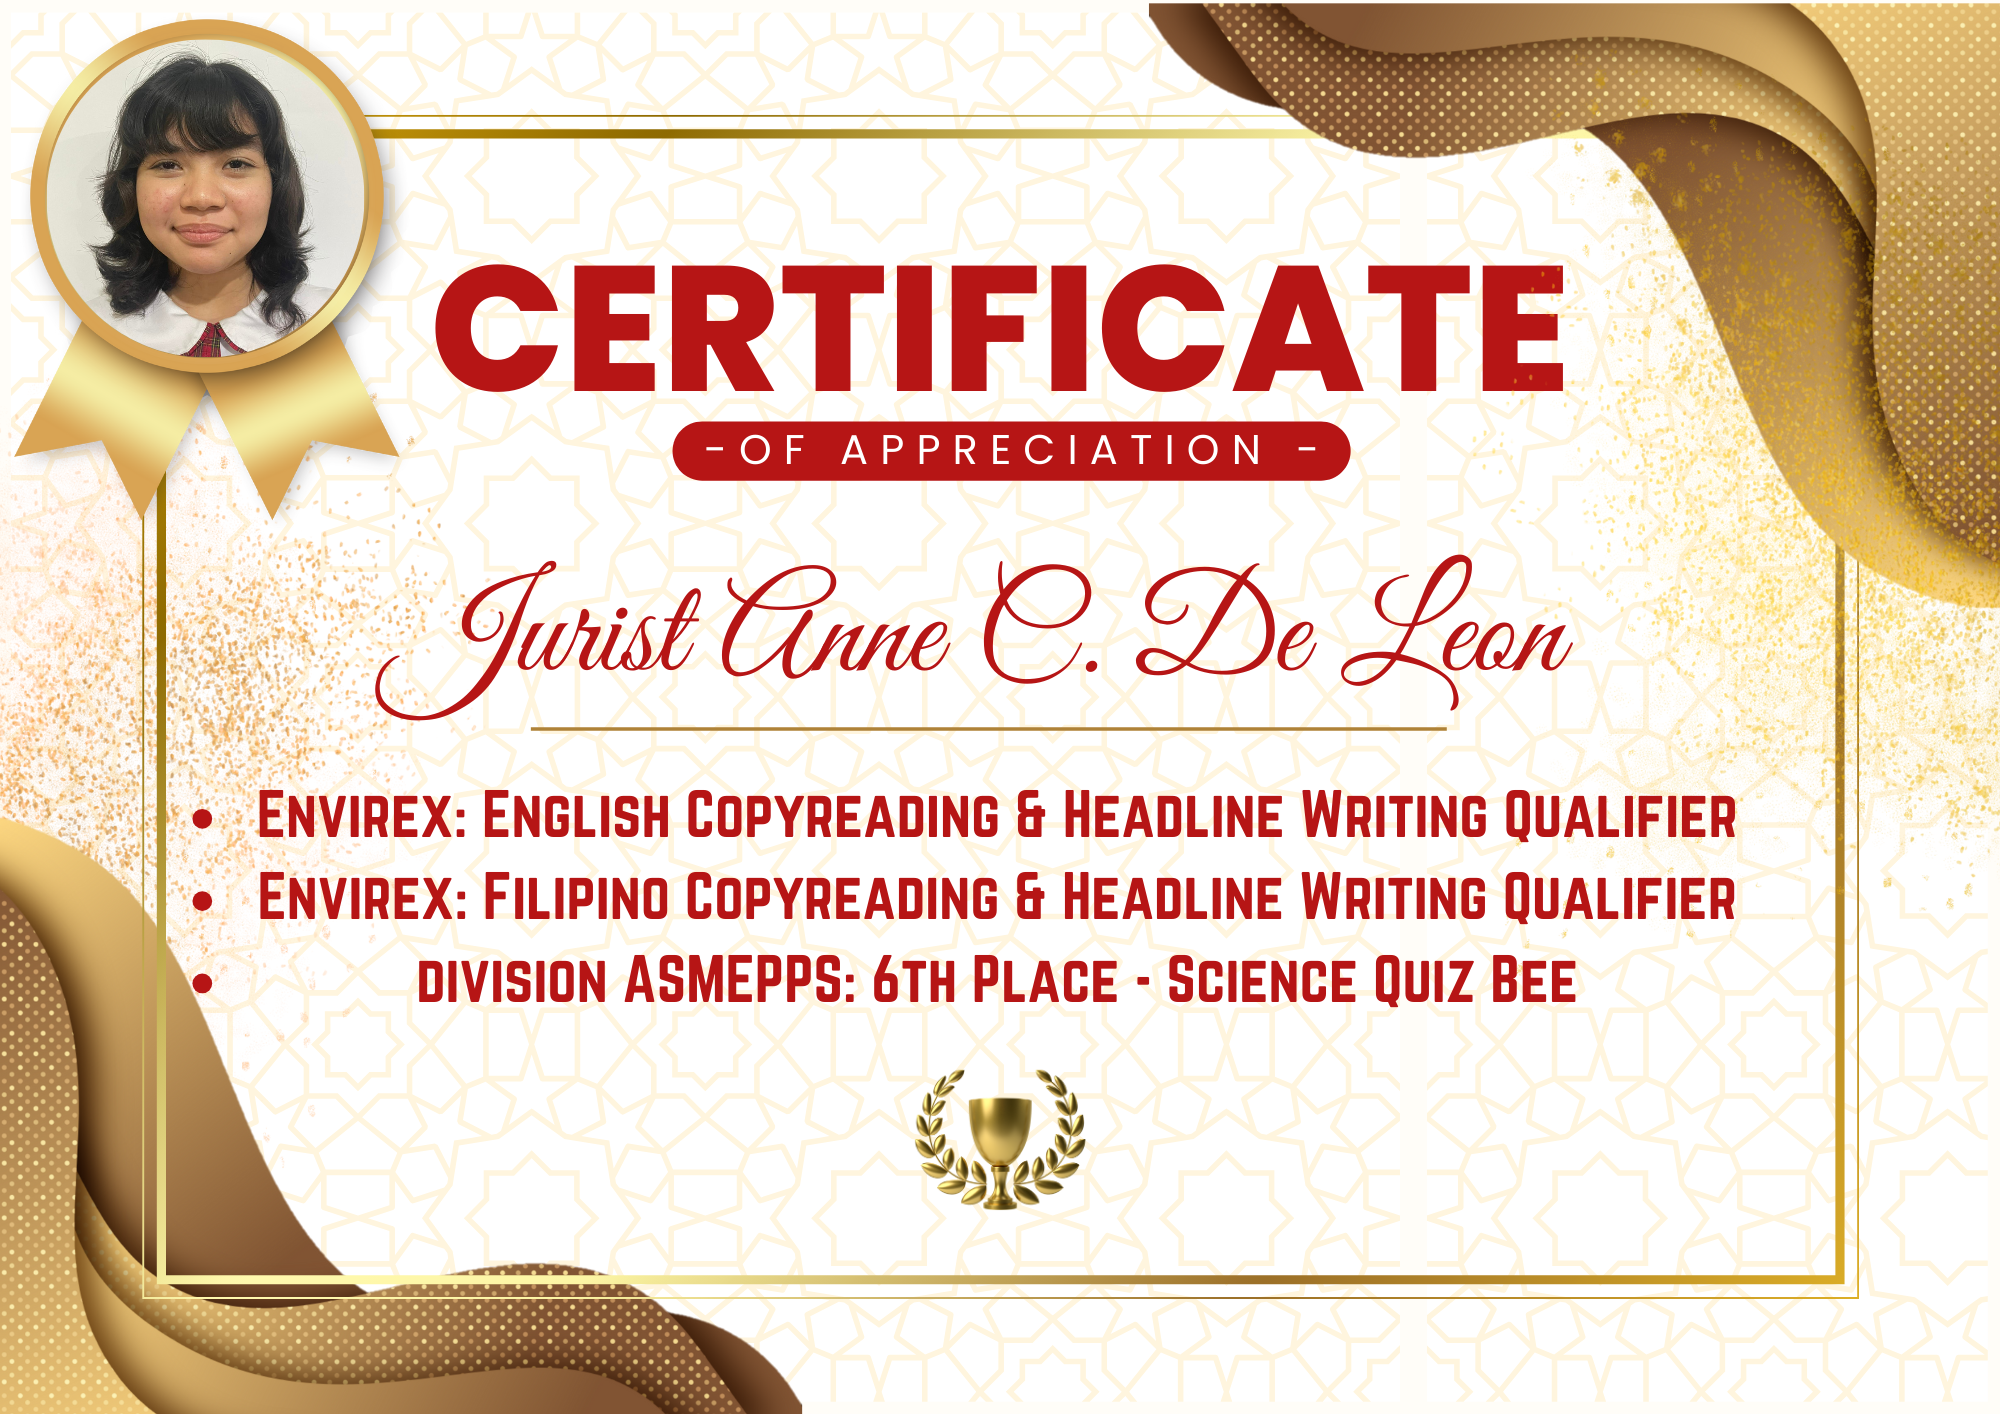 CERTIFICATE
-OF APPRECIATION -
Jurist Anne C. De Leon
• Envirex: English Copyreading & Headline Writing Qualifier
• Envirex: Filipino Copyreading & Headline Writing Qualifier
• division ASMEPPS: 6th Place - Science Quiz Bee